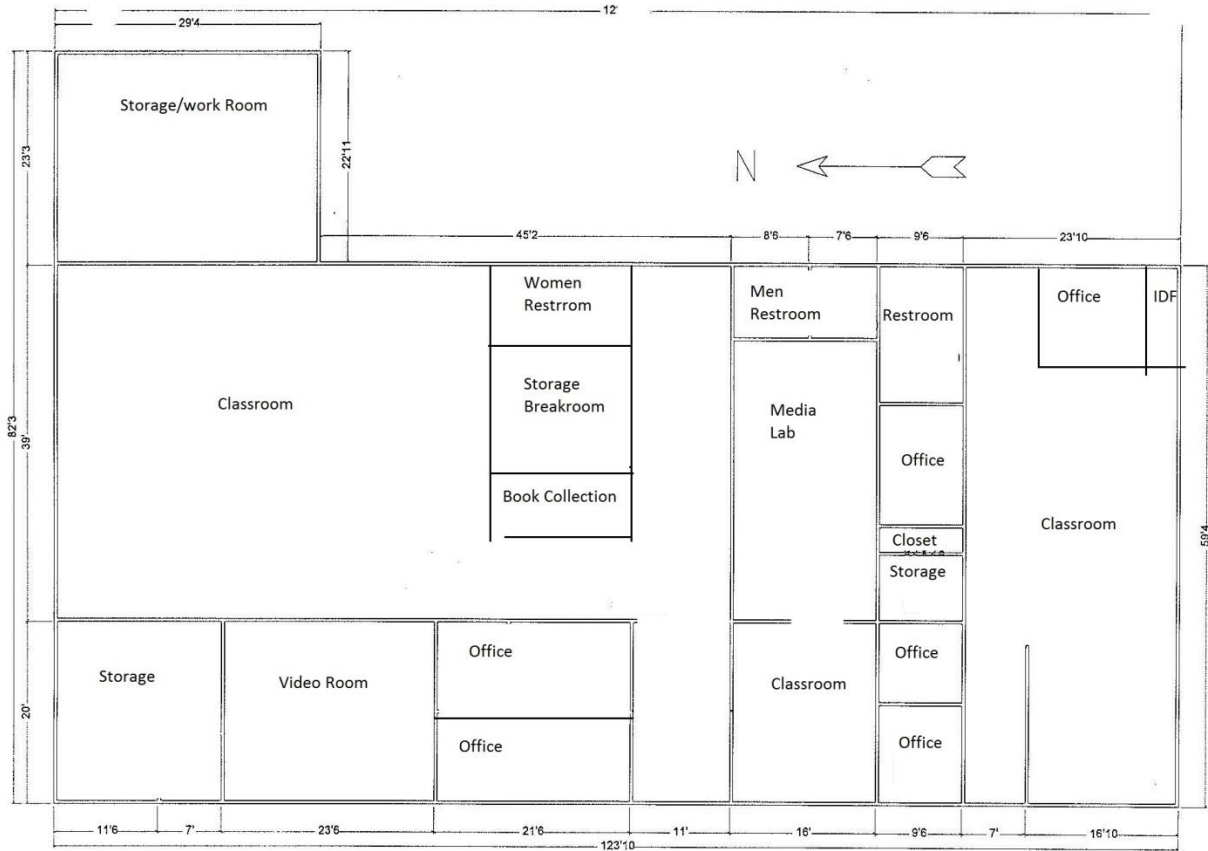 12'
29'4
Storage/work Room
23'3
22'11
N
45'2
8'6
7'6
9'6
23'10
Women
Restrrom
Men
Restroom
Restroom
Office
IDF
Classroom
Storage
Breakroom
Media
Lab
82'3
39'
Office
Book Collection
Classroom
59'4
Closet
Storage
Storage
Video Room
Office
Classroom
Office
20'
Office
Office
11'6
7'
23'6
21'6
11'
16'
9'6
7'
16'10
123'10